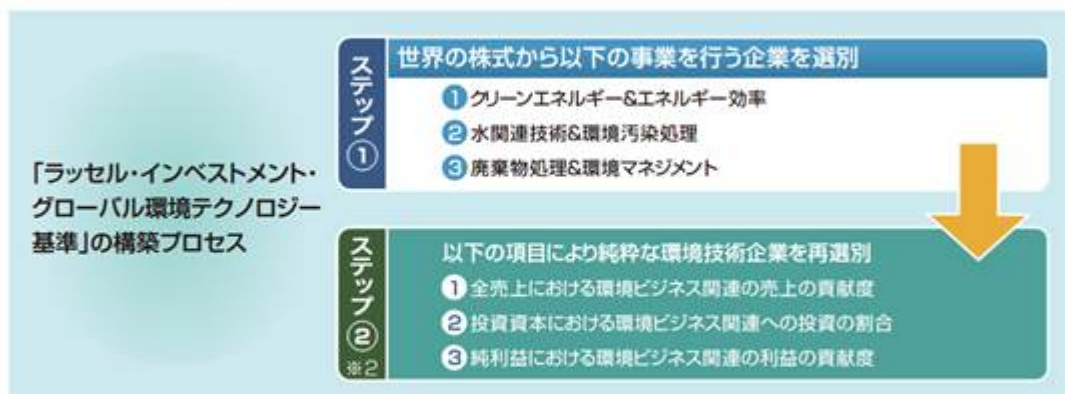 「ラッセル・インベストメント・
グローバル環境テクノロジー
基準」の構築プロセス
ステップ①
世界の株式から以下の事業を行う企業を選別
①クリーンエネルギー&エネルギー効率
②水関連技術&環境汚染処理
③廃棄物処理&環境マネジメント
ステップ②
※2
以下の項目により純粋な環境技術企業を再選別
①全売上における環境ビジネス関連の売上の貢献度
②投資資本における環境ビジネス関連への投資の割合
③純利益における環境ビジネス関連の利益の貢献度